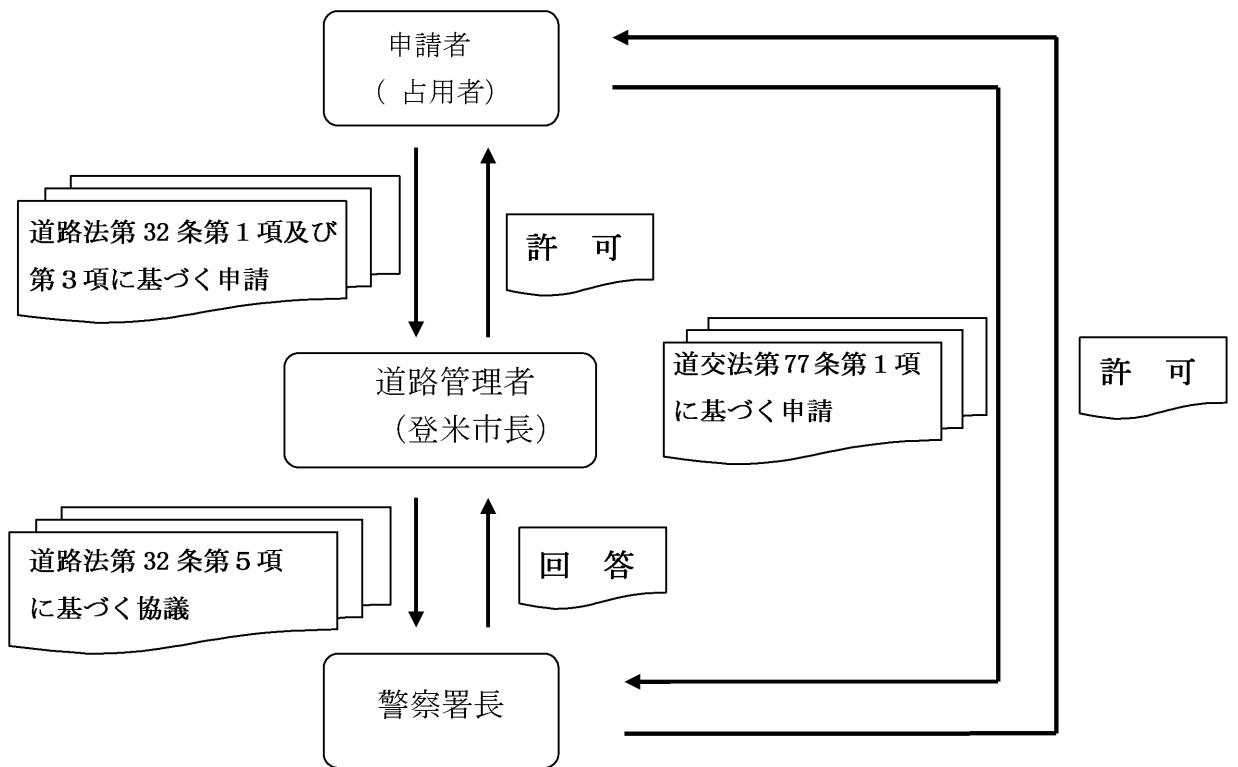 申請者
( 占用者)
道路法第 32 条第 1 項及び
第 3 項に基づく申請
許 可
道路管理者
(登米市長)
道交法第 77 条第 1 項
に基づく申請
許 可
道路法第 32 条第 5 項
に基づく協議
回 答
警察署長